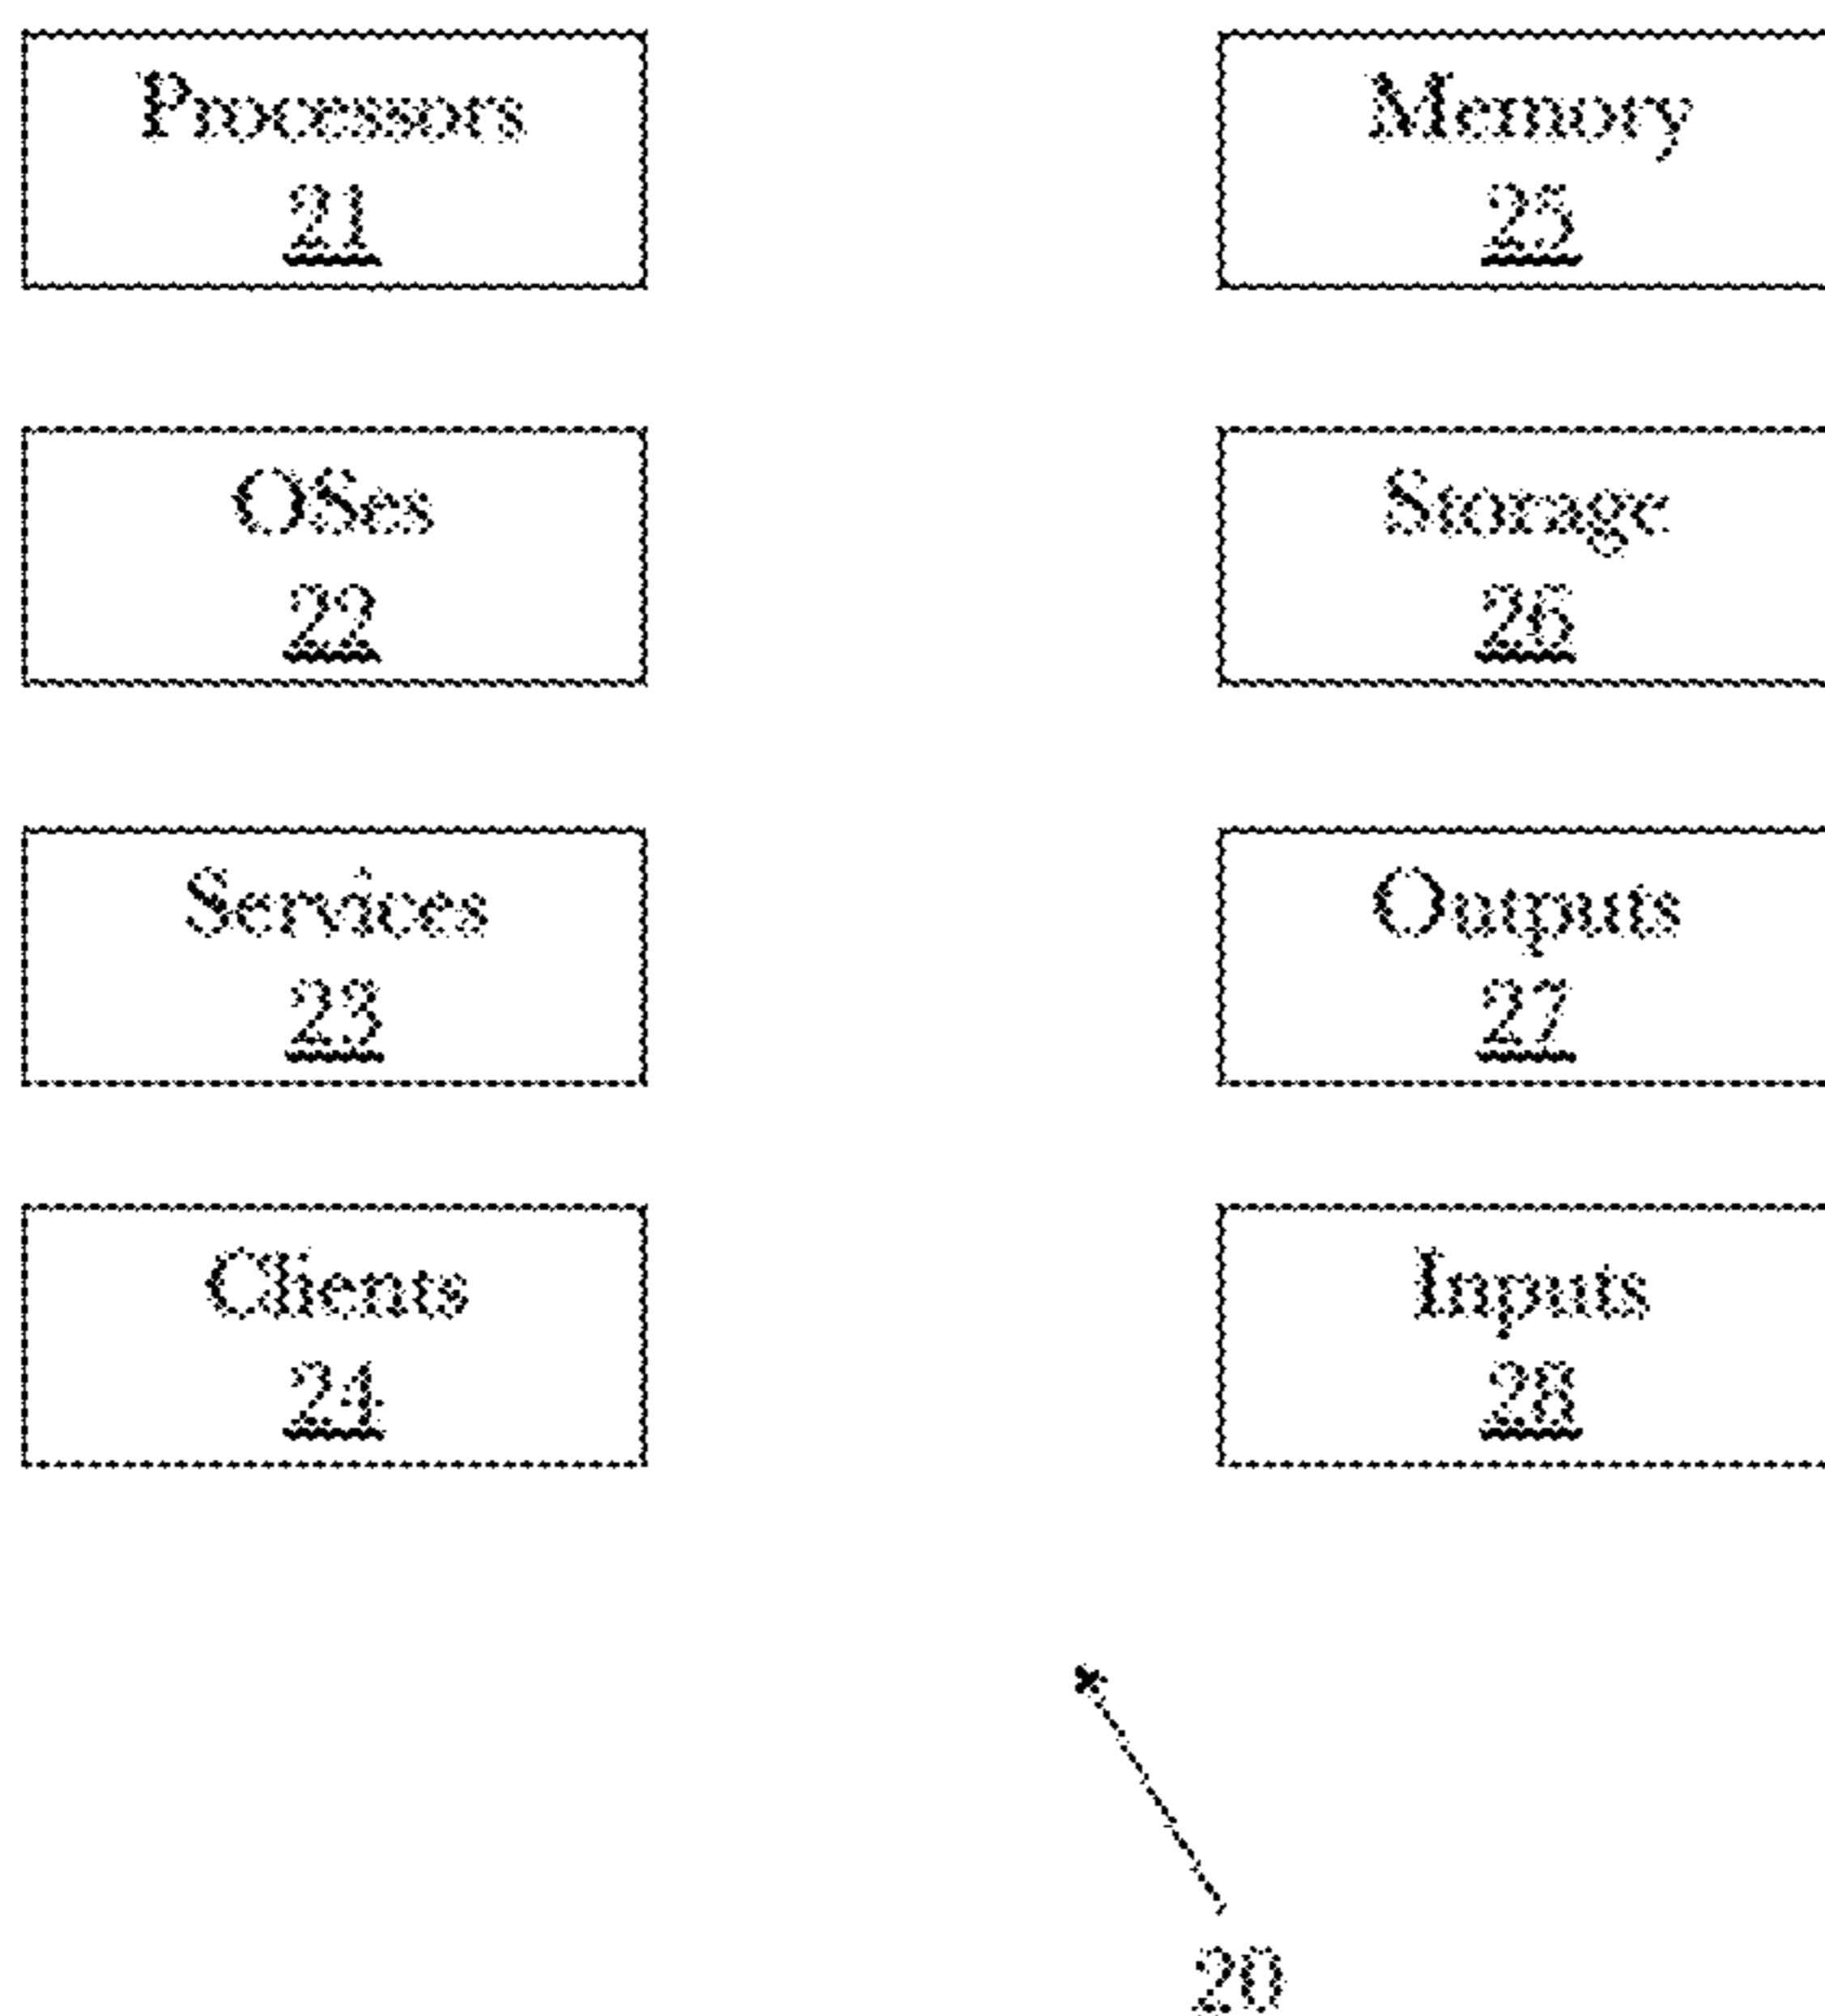 Processors
21
Memory
25
OSes
22
Storage
26
Services
23
Outputs
27
Clients
24
Inputs
28
20